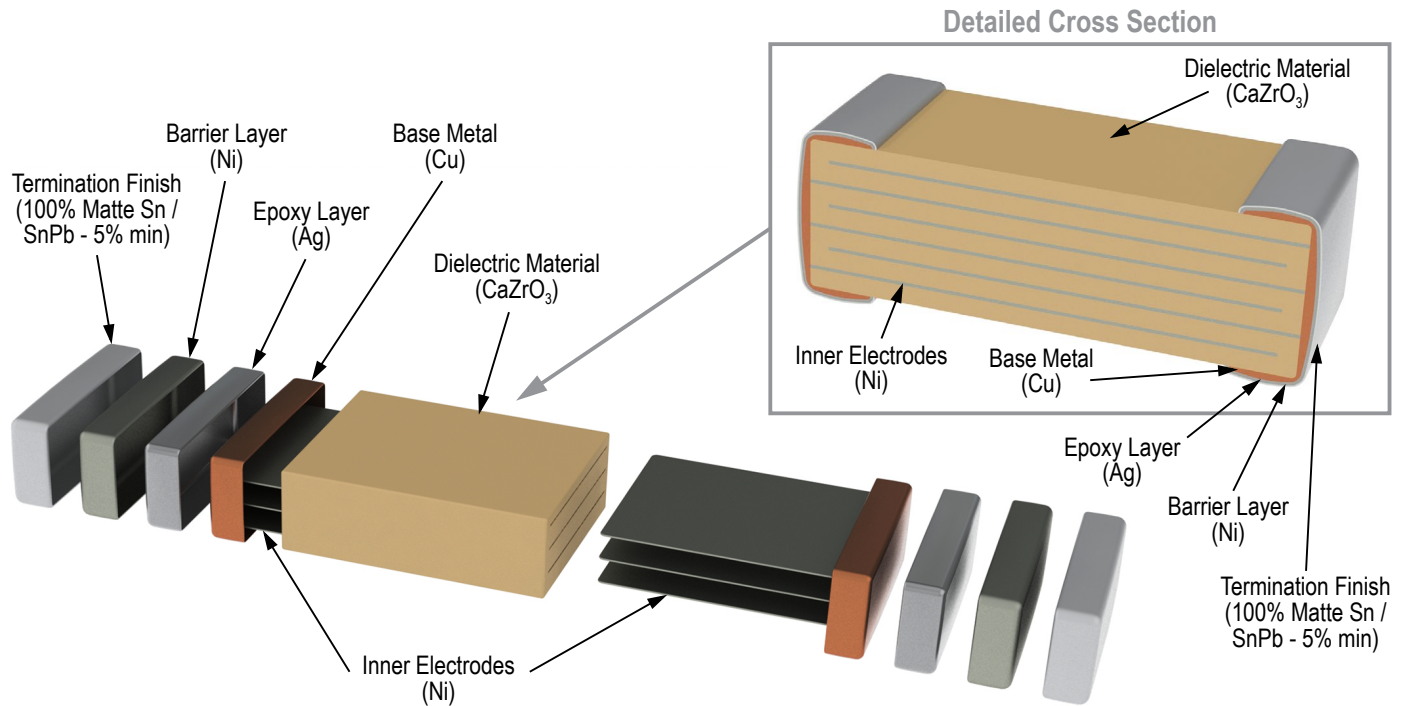 Detailed Cross Section
Dielectric Material
(CaZrO₃)
Barrier Layer
(Ni)
Base Metal
(Cu)
Termination Finish
(100% Matte Sn /
SnPb - 5% min)
Epoxy Layer
(Ag)
Dielectric Material
(CaZrO₃)
Inner Electrodes
(Ni)
Base Metal
(Cu)
Epoxy Layer
(Ag)
Barrier Layer
(Ni)
Termination Finish
(100% Matte Sn /
SnPb - 5% min)
Inner Electrodes
(Ni)